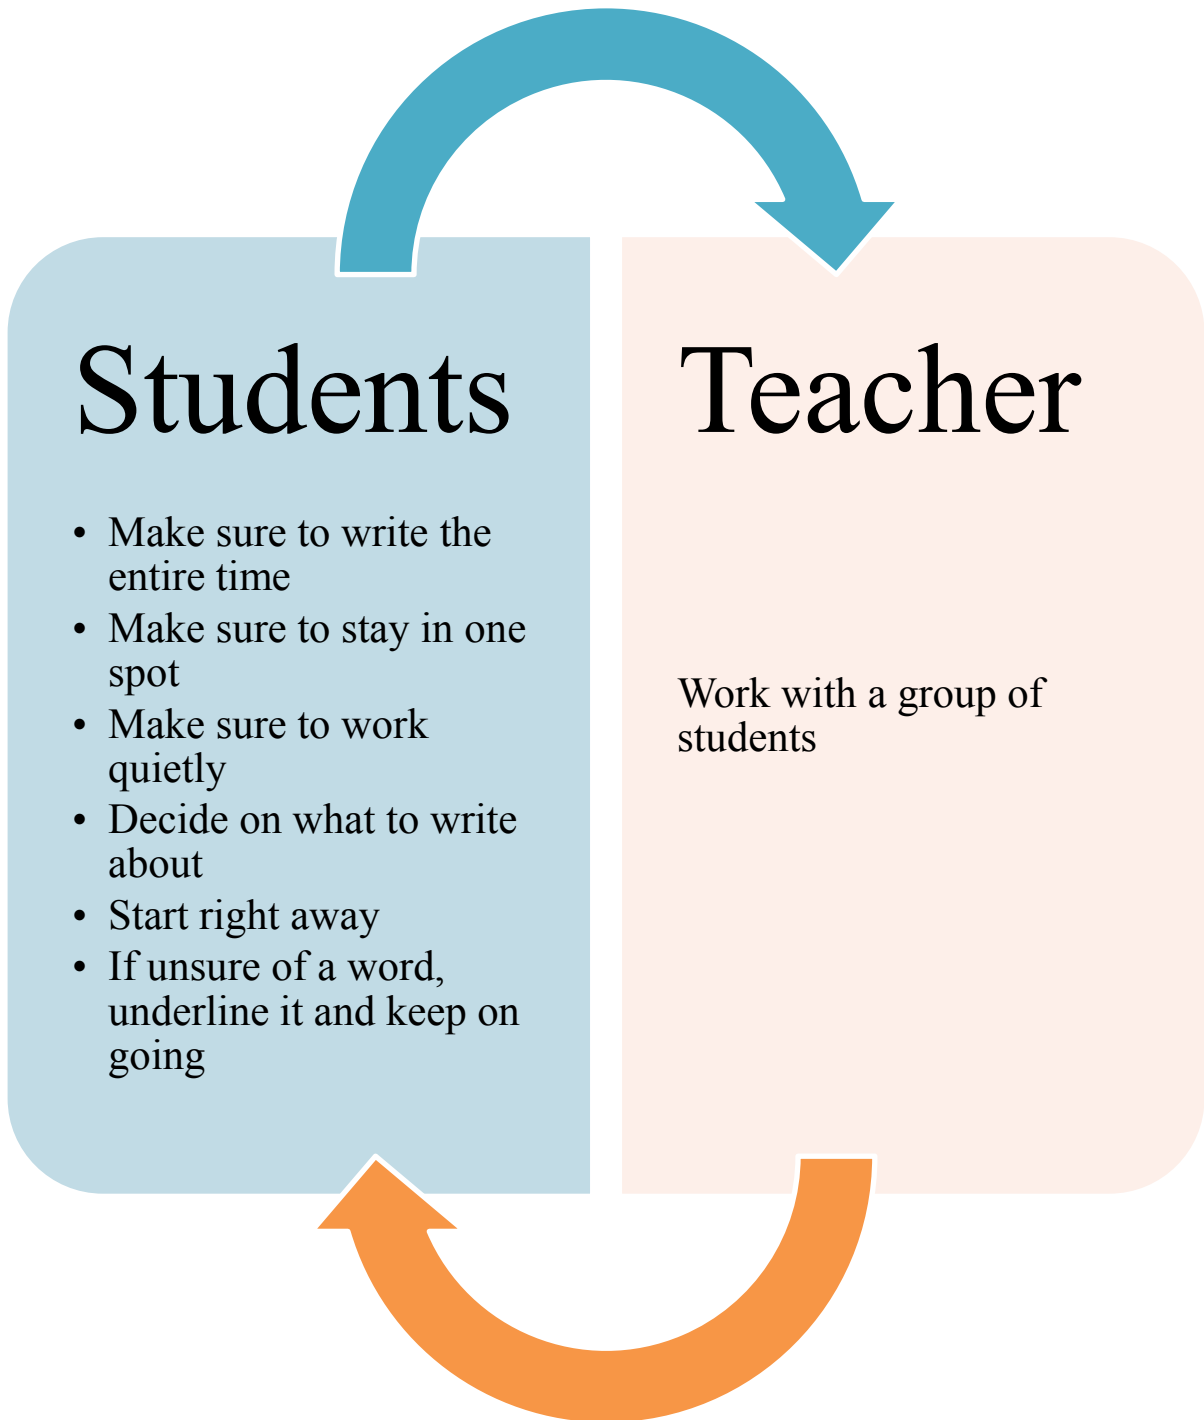 Students
• Make sure to write the
entire time
• Make sure to stay in one
spot
• Make sure to work
quietly
• Decide on what to write
about
• Start right away
• If unsure of a word,
underline it and keep on
going
Teacher
Work with a group of
students